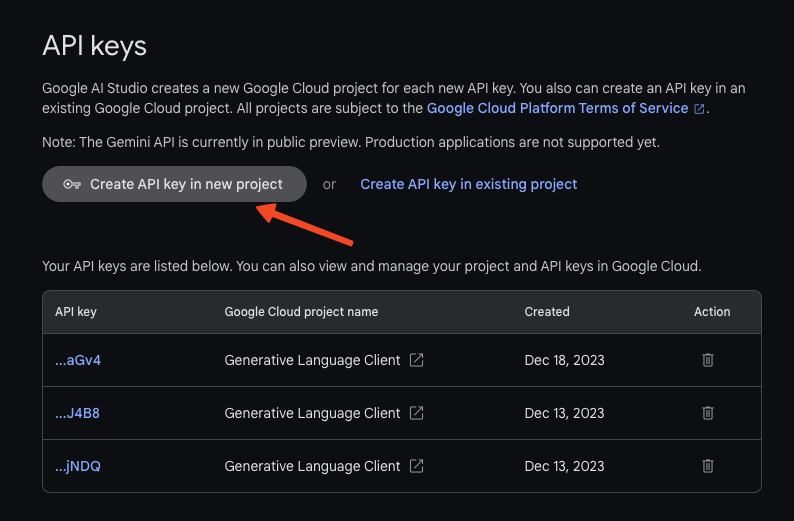 API keys
Google AI Studio creates a new Google Cloud project for each new API key. You also can create an API key in an
existing Google Cloud project. All projects are subject to the Google Cloud Platform Terms of Service.
Note: The Gemini API is currently in public preview. Production applications are not supported yet.
Create API key in new project or Create API key in existing project
Your API keys are listed below. You can also view and manage your project and API keys in Google Cloud.
API key Google Cloud project name Created Action
...aGv4 Generative Language Client Dec 18, 2023
...J4B8 Generative Language Client Dec 13, 2023
...jNDQ Generative Language Client Dec 13, 2023